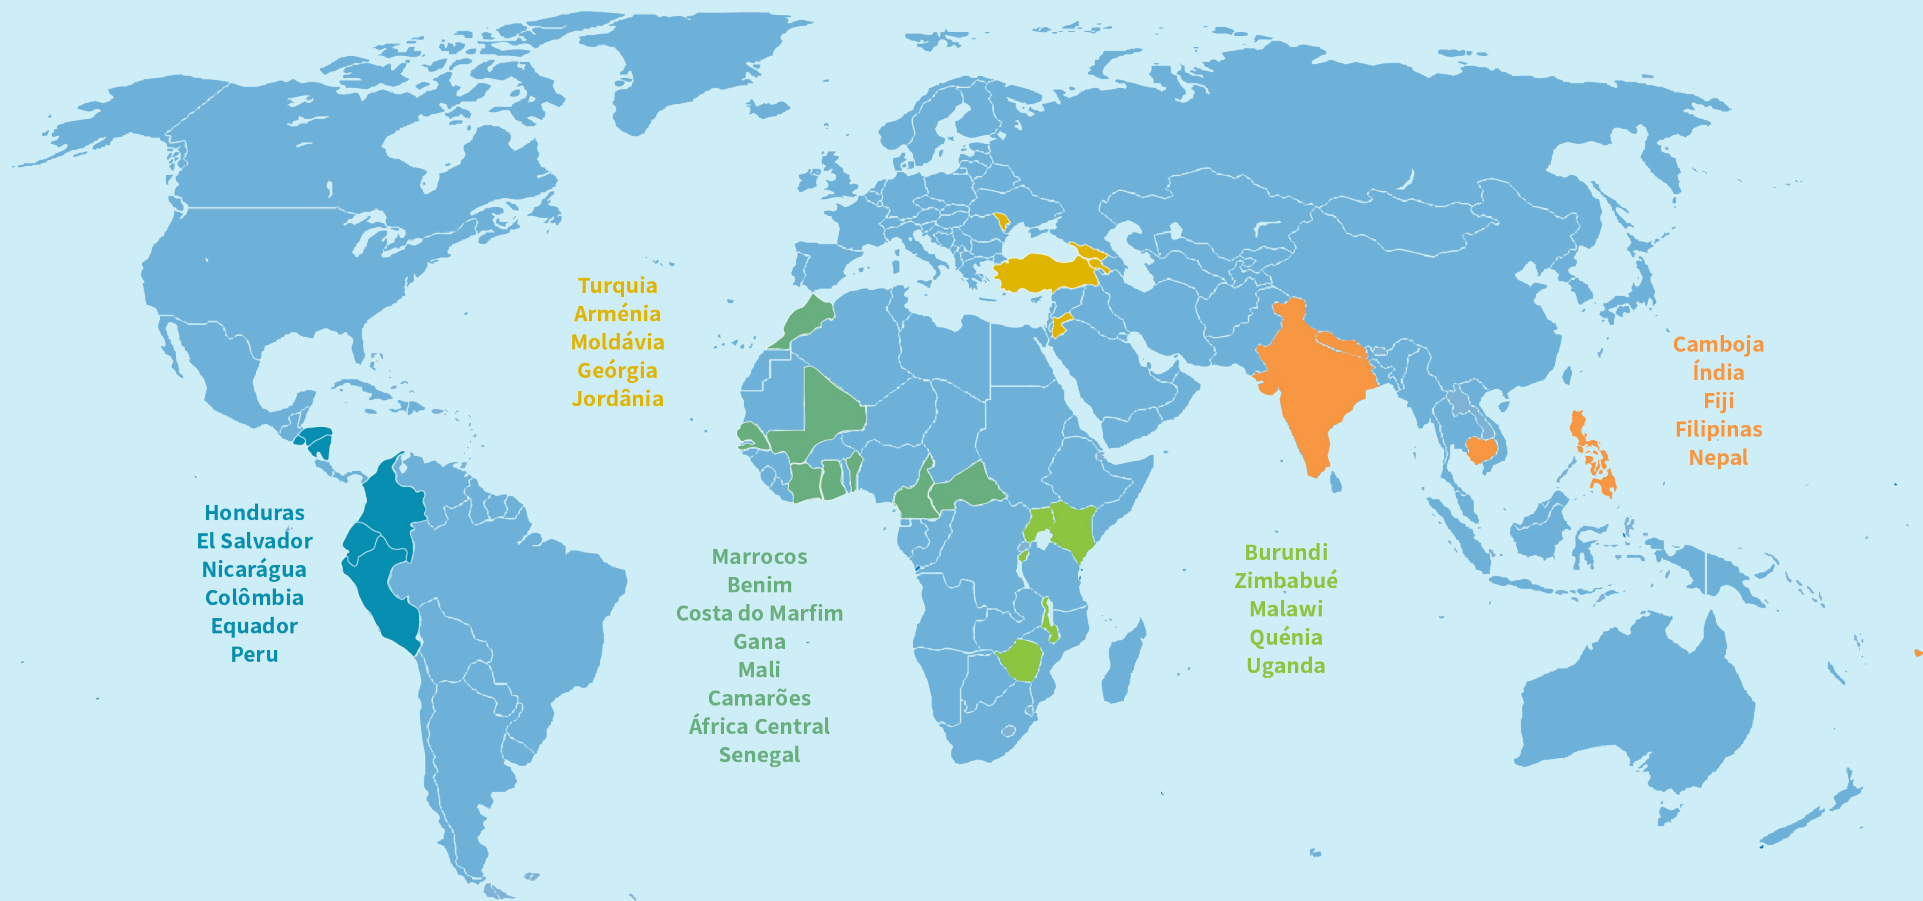 Turquia
Arménia
Moldávia
Geórgia
Jordânia
Camboja
Índia
Fiji
Filipinas
Nepal
Honduras
El Salvador
Nicarágua
Colômbia
Equador
Peru
Marrocos
Benim
Costa do Marfim
Gana
Mali
Camarões
África Central
Senegal
Burundi
Zimbabué
Malawi
Quénia
Uganda